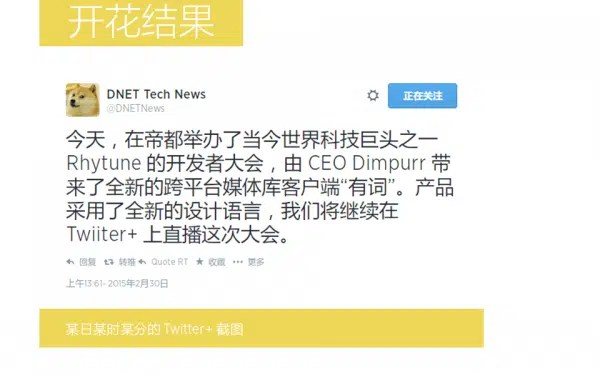 开花结果
DNET Tech News
@DNETNews
正在关注
今天，在帝都举办了当今世界科技巨头之一
Rhytune 的开发者大会，由 CEO Dimpurr 带
来了全新的跨平台媒体库客户端“有词”。产品
采用了全新的设计语言，我们将继续在
Twiiter+ 上直播这次大会。
回复 转推 Quote RT 收藏 更多
上午13:61- 2015年2月30日
某日某时某分的 Twitter+ 截图